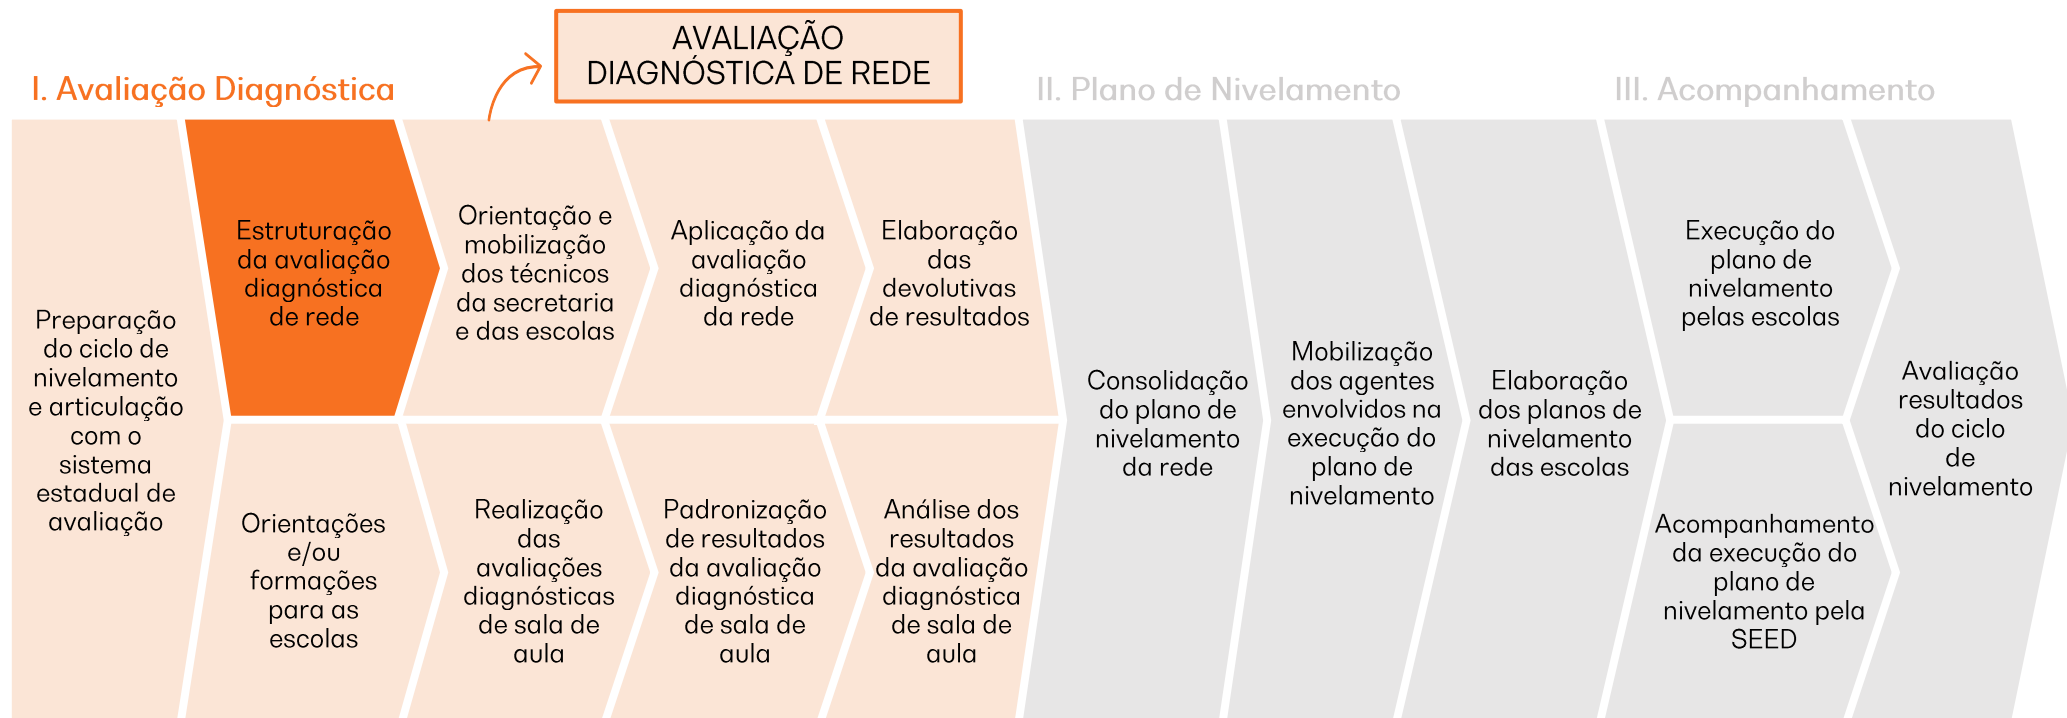 AVALIAÇÃO
DIAGNÓSTICA DE REDE
I. Avaliação Diagnóstica
II. Plano de Nivelamento
III. Acompanhamento
Preparação
do ciclo de
nivelamento
e articulação
com o
sistema
estadual de
avaliação
Estruturação
da avaliação
diagnóstica
de rede
Orientação e
mobilização
dos técnicos
da secretaria
e das escolas
Aplicação da
avaliação
diagnóstica
da rede
Elaboração
das
devolutivas
de resultados
Orientações
e/ou
formações
para as
escolas
Realização
das
avaliações
diagnósticas
de sala de
aula
Padronização
de resultados
da avaliação
diagnóstica
de sala de
aula
Análise dos
resultados
da avaliação
diagnóstica
de sala de
aula
Consolidação
do plano de
nivelamento
da rede
Mobilização
dos agentes
envolvidos na
execução do
plano de
nivelamento
Elaboração
dos planos de
nivelamento
das escolas
Execução do
plano de
nivelamento
pelas escolas
Acompanhamento
da execução do
plano de
nivelamento pela
SEED
Avaliação
resultados
do ciclo
de
nivelamento